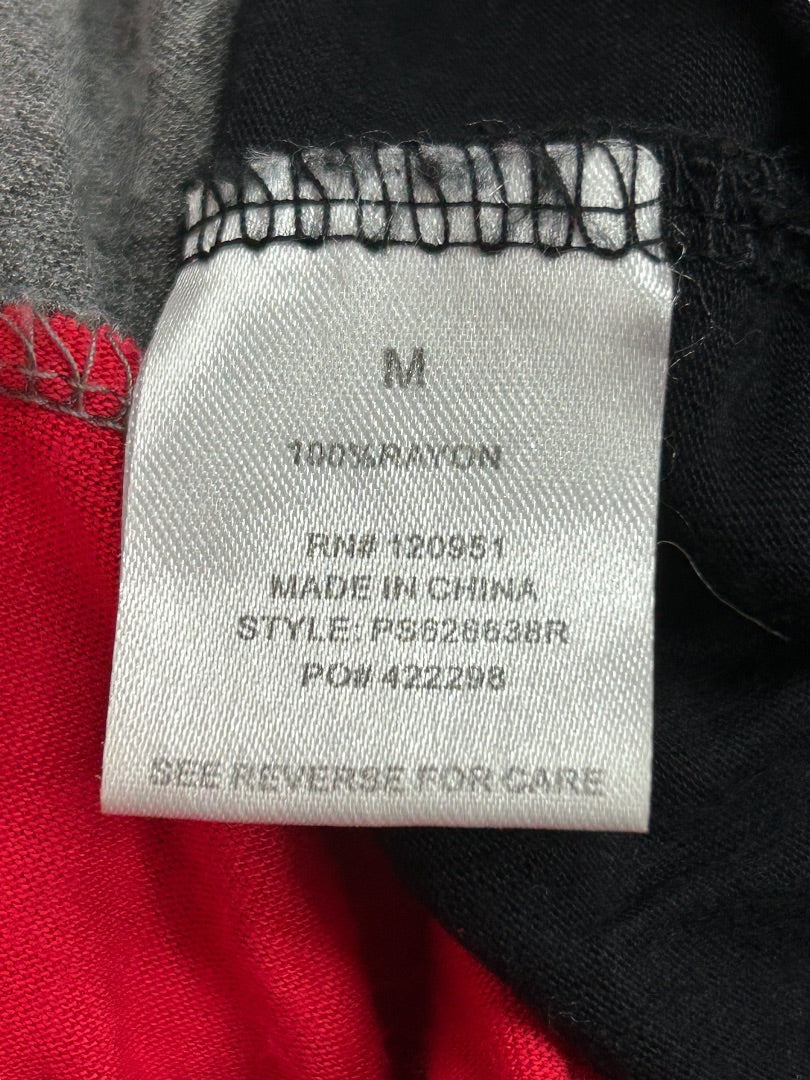 M
100%RAYON
RN# 120951
MADE IN CHINA
STYLE: PS626638R
PO# 422298
SEE REVERSE FOR CARE